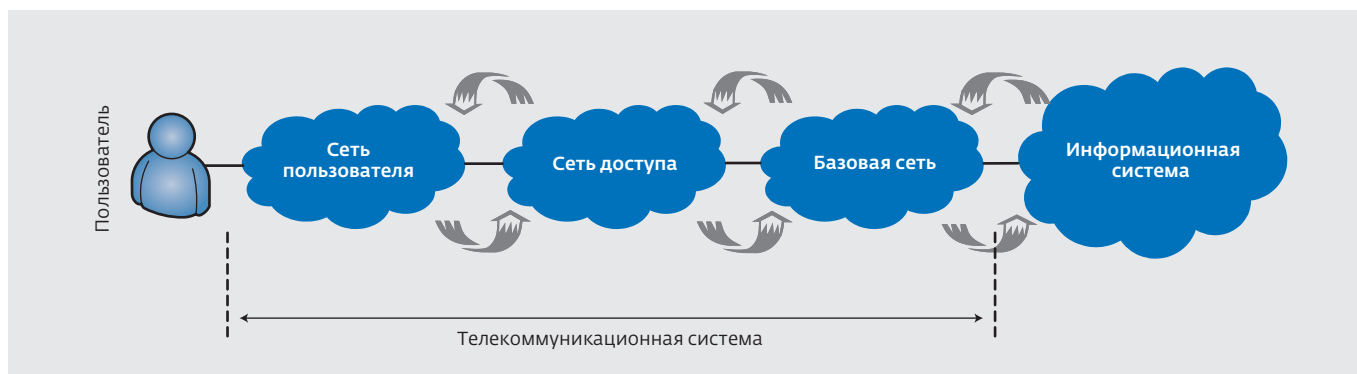 Пользователь
Сеть
пользователя
Сеть доступа
Базовая сеть
Информационная
система
Телекоммуникационная система